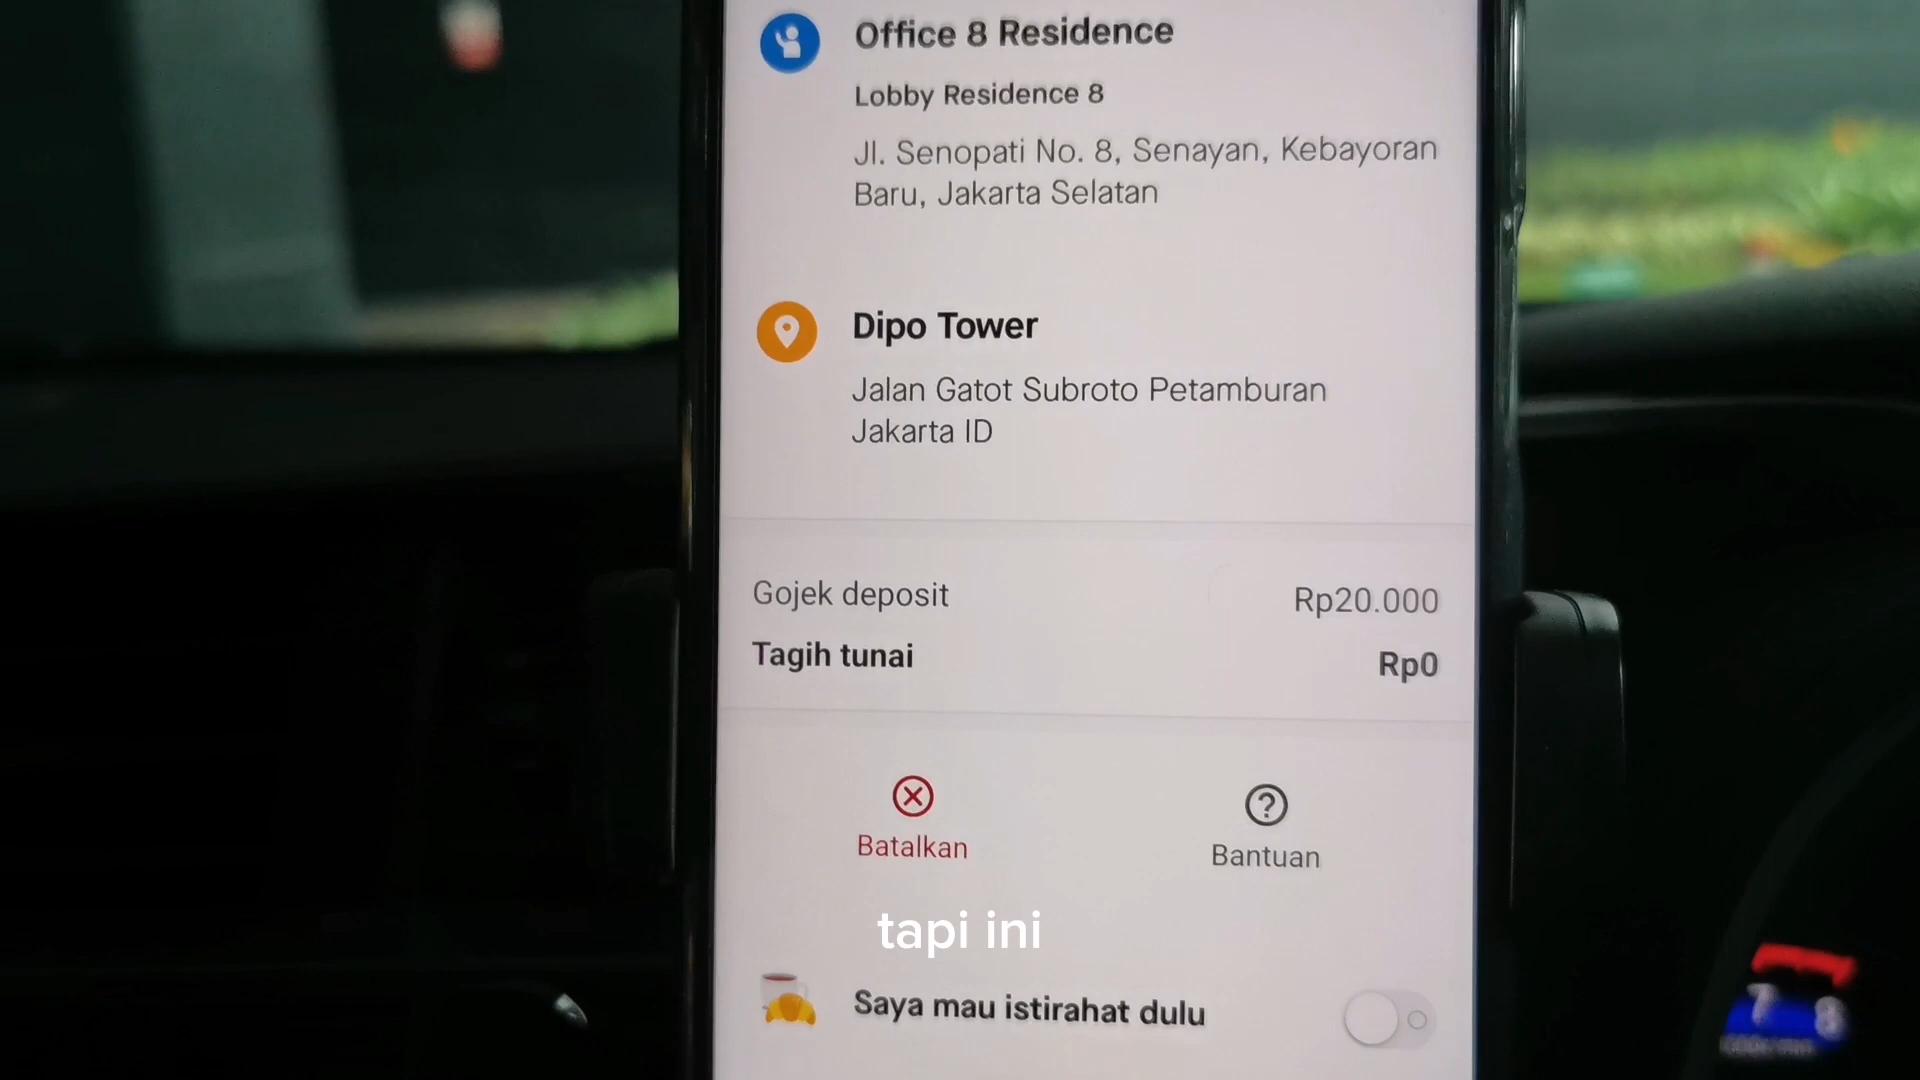 Office 8 Residence
Lobby Residence 8
Jl. Senopati No. 8, Senayan, Kebayoran
Baru, Jakarta Selatan
Dipo Tower
Jalan Gatot Subroto Petamburan
Jakarta ID
Gojek deposit
Rp20.000
Tagih tunai
Rp0
Batalkan
Bantuan
tapi ini
Saya mau istirahat dulu
7 8